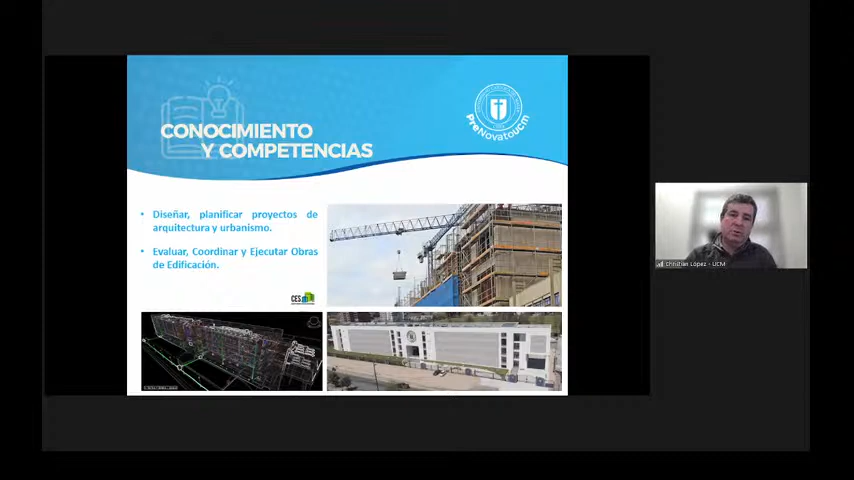 CONOCIMIENTO
Y COMPETENCIAS
PreNovatoucm
• Diseñar, planificar proyectos de
arquitectura y urbanismo.
• Evaluar, Coordinar y Ejecutar Obras
de Edificación.
CES
Christian López - UCM